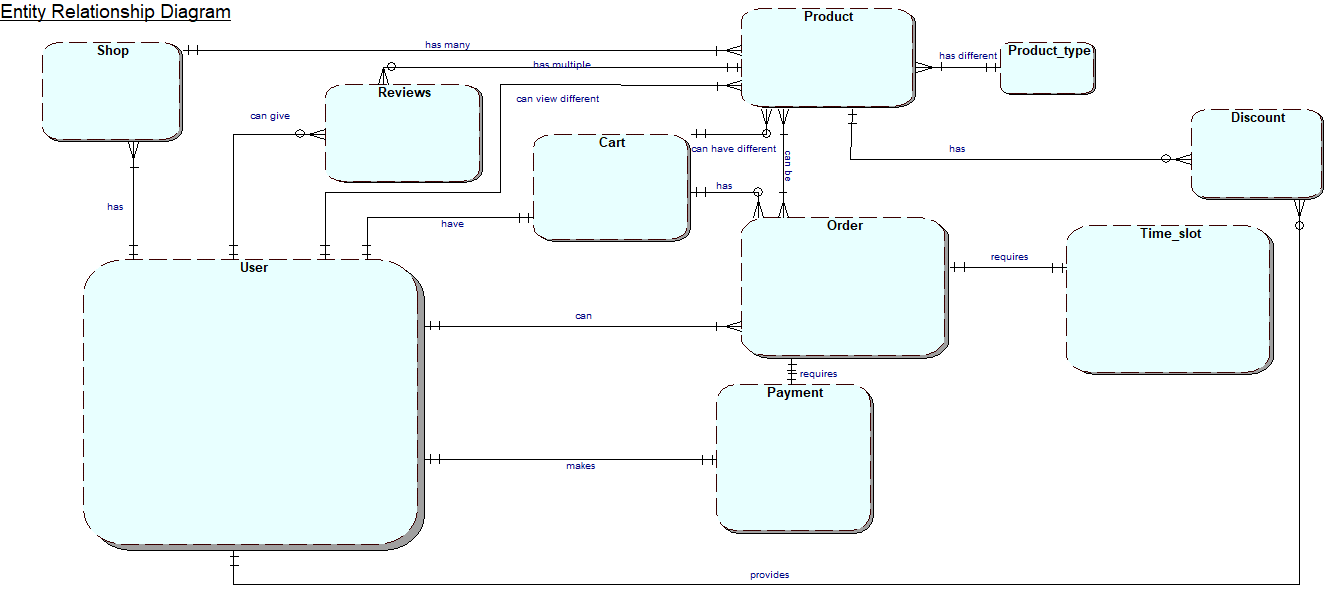 Entity Relationship Diagram
Product
Shop
has many
Product_type
has different
has multiple
Reviews
can view different
can give
Discount
Cart
can have different
has
can be
has
has
have
Order
Time_slot
User
requires
can
requires
Payment
makes
provides